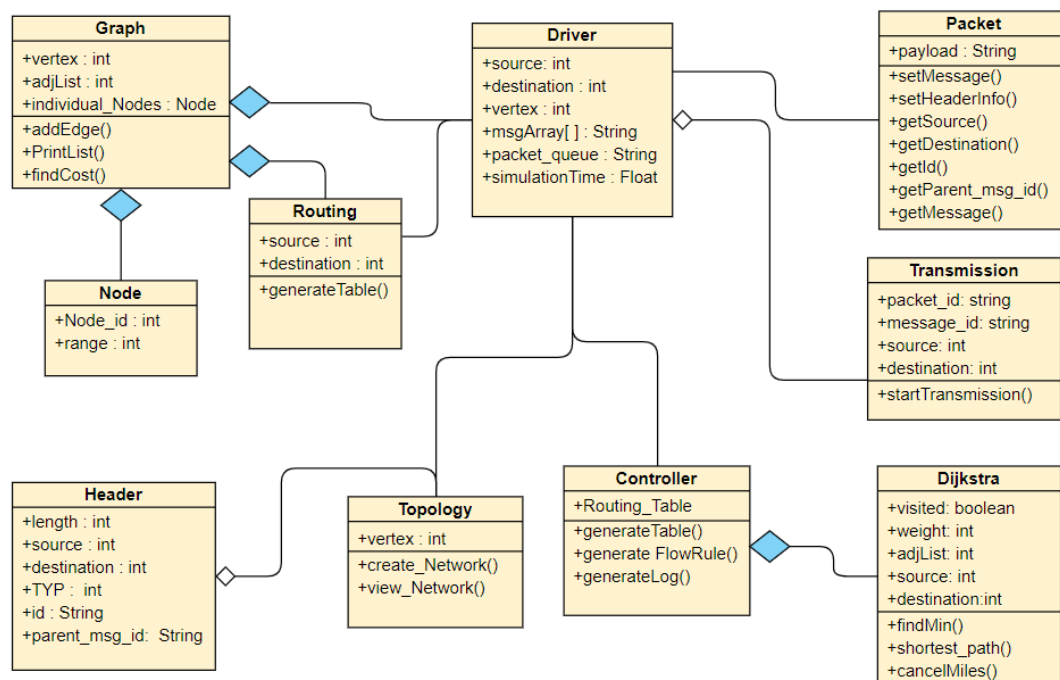 Graph
+vertex : int
+adjList : int
+individual_Nodes : Node
+addEdge()
+PrintList()
+findCost()
Driver
+source: int
+destination : int
+vertex : int
+msgArray[ ] : String
+packet_queue : String
+simulationTime : Float
Packet
+payload : String
+setMessage()
+setHeaderInfo()
+getSource()
+getDestination()
+getId()
+getParent_msg_id()
+getMessage()
Routing
+source : int
+destination : int
+generateTable()
Node
+Node_id : int
+range : int
Transmission
+packet_id: string
+message_id: string
+source: int
+destination: int
+startTransmission()
Header
+length : int
+source : int
+destination : int
+TYP : int
+id : String
+parent_msg_id: String
Topology
+vertex : int
+create_Network()
+view_Network()
Controller
+Routing_Table
+generateTable()
+generate FlowRule()
+generateLog()
Dijkstra
+visited: boolean
+weight: int
+adjList: int
+source: int
+destination:int
+findMin()
+shortest_path()
+cancelMiles()